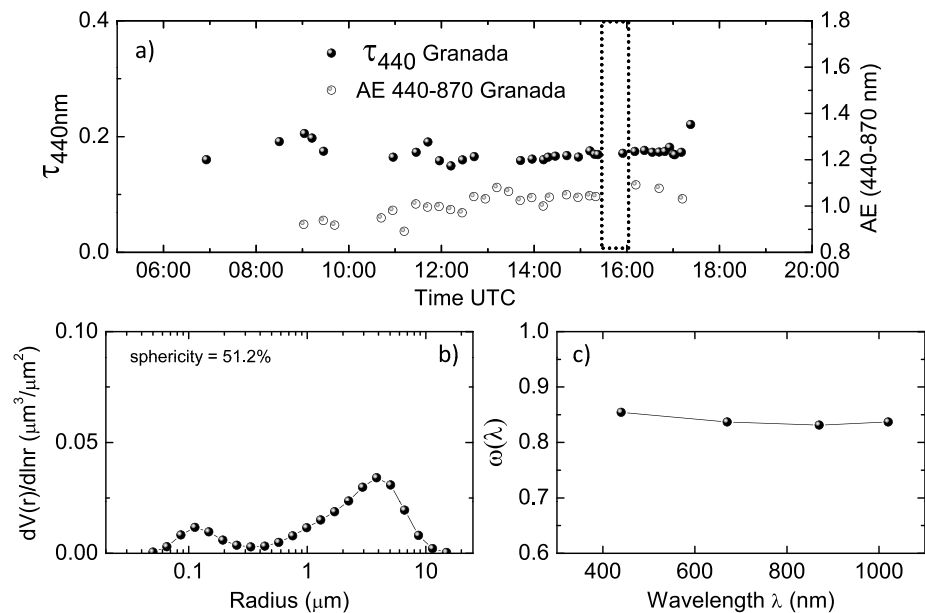 a)
τ440 Granada
AE 440-870 Granada
0.4
0.2
0.0
τ440nm
1.8
1.6
1.4
1.2
1.0
0.8
AE (440-870 nm)
06:00 08:00 10:00 12:00 14:00 16:00 18:00 20:00
Time UTC
b)
sphericity = 51.2%
0.10
0.05
0.00
dV(r)/dlnr (μm³/μm²)
0.1 1 10
Radius (μm)
c)
1.0
0.9
0.8
0.7
0.6
ω(λ)
400 600 800 1000
Wavelength λ (nm)